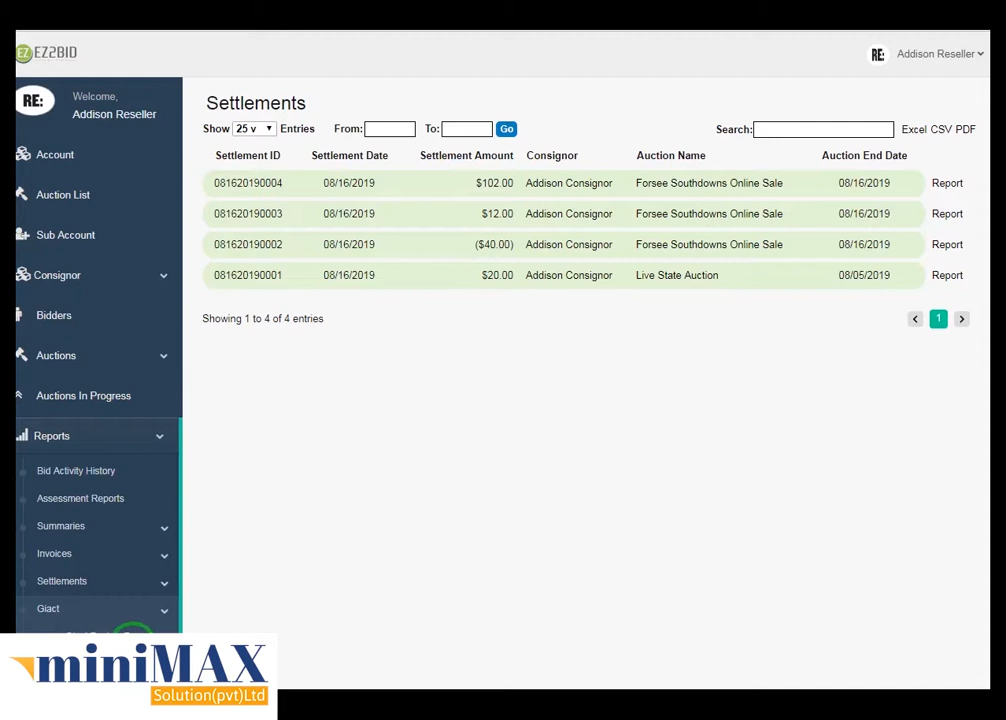 EZ EZ2BID
RE: Addison Reseller
RE: Welcome,
Addison Reseller
Account
Auction List
Sub Account
Consignor
Bidders
Auctions
Auctions In Progress
Reports
Bid Activity History
Assessment Reports
Summaries
Invoices
Settlements
Giact
Settlements
Show 25 v Entries From: To: Go Search: Excel CSV PDF
Settlement ID Settlement Date Settlement Amount Consignor Auction Name Auction End Date
081620190004 08/16/2019 $102.00 Addison Consignor Forsee Southdowns Online Sale 08/16/2019 Report
081620190003 08/16/2019 $12.00 Addison Consignor Forsee Southdowns Online Sale 08/16/2019 Report
081620190002 08/16/2019 ($40.00) Addison Consignor Forsee Southdowns Online Sale 08/16/2019 Report
081620190001 08/16/2019 $20.00 Addison Consignor Live State Auction 08/05/2019 Report
Showing 1 to 4 of 4 entries
1
miniMAX
Solution(pvt)Ltd